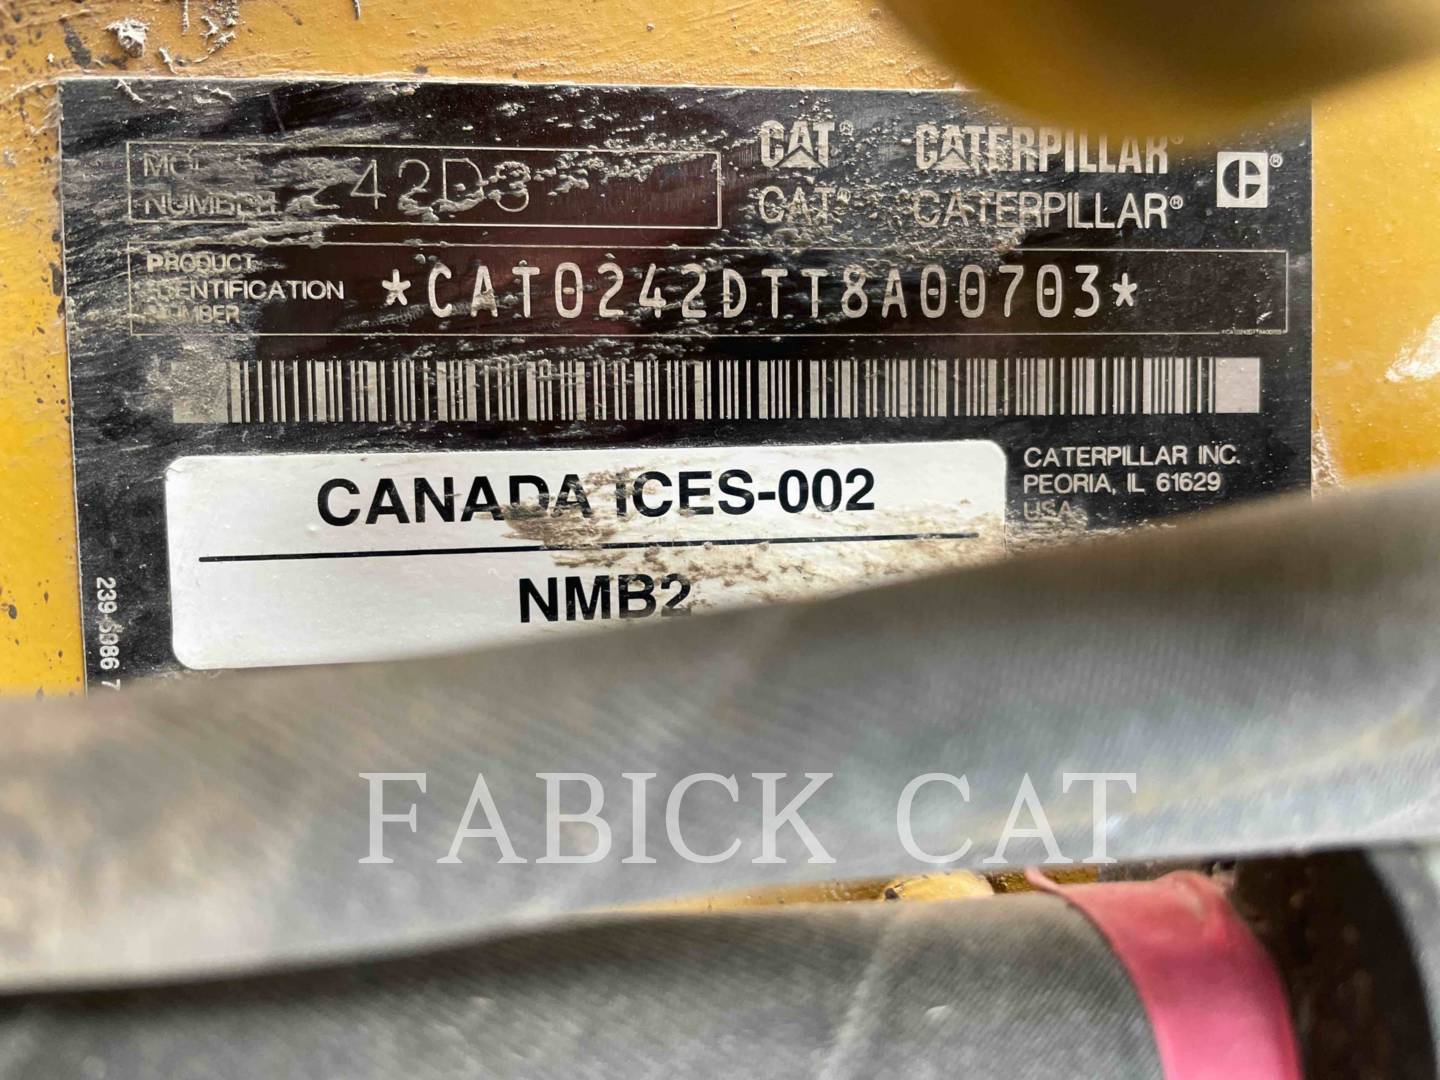 242D3
NUMBER
CAT® CATERPILLAR®
CAT® CATERPILLAR®
C®
PRODUCT
IDENTIFICATION
NUMBER
*CAT0242DTT8A00703*
CANADA ICES-002
NMB2
CATERPILLAR INC.
PEORIA, IL 61629
USA
FABICK CAT